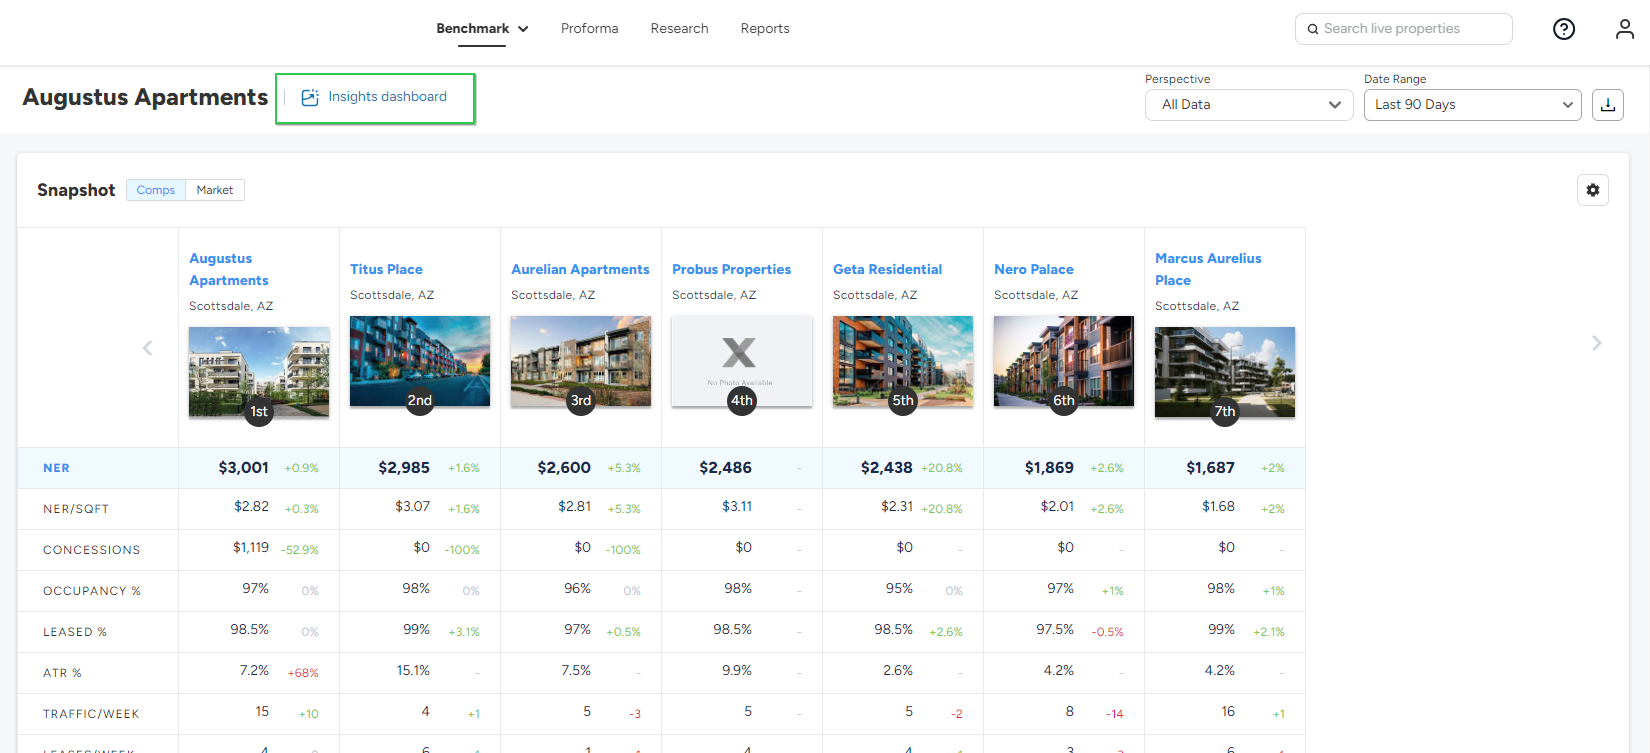 Benchmark Proforma Research Reports Search live properties
Augustus Apartments Insights dashboard
Perspective Date Range
All Data Last 90 Days
Snapshot Comps Market
Augustus Apartments Titus Place Aurelian Apartments Probus Properties Geta Residential Nero Palace Marcus Aurelius Place
Scottsdale, AZ Scottsdale, AZ Scottsdale, AZ Scottsdale, AZ Scottsdale, AZ Scottsdale, AZ Scottsdale, AZ
No Photo Available
1st 2nd 3rd 4th 5th 6th 7th
NER $3,001 +0.9% $2,985 +1.6% $2,600 +5.3% $2,486 - $2,438 +20.8% $1,869 +2.6% $1,687 +2%
NER/SQFT $2.82 +0.3% $3.07 +1.6% $2.81 +5.3% $3.11 - $2.31 +20.8% $2.01 +2.6% $1.68 +2%
CONCESSIONS $1,119 -52.9% $0 -100% $0 -100% $0 - $0 - $0 - $0 -
OCCUPANCY % 97% 0% 98% 0% 96% 0% 98% - 95% 0% 97% +1% 98% +1%
LEASED % 98.5% 0% 99% +3.1% 97% +0.5% 98.5% - 98.5% +2.6% 97.5% -0.5% 99% +2.1%
ATR % 7.2% +68% 15.1% - 7.5% - 9.9% - 2.6% - 4.2% - 4.2% -
TRAFFIC/WEEK 15 +10 4 +1 5 -3 5 - 5 -2 8 -14 16 +1
LEASES/WEEK 4 6 1 4 4 3 6